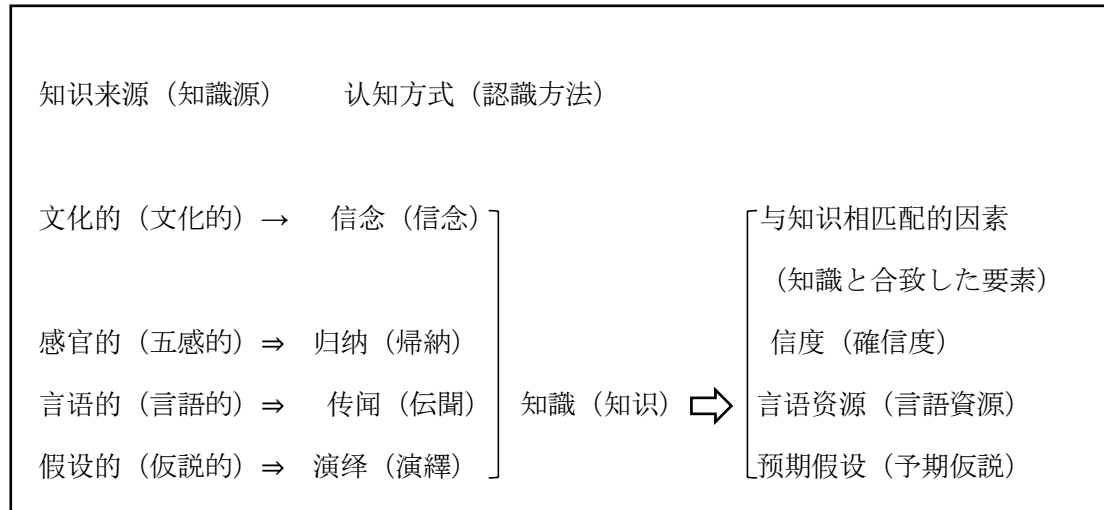 知识来源（知識源） 认知方式（認識方法）
文化的（文化的）→ 信念（信念） 与知识相匹配的因素
（知識と合致した要素）
感官的（五感的）⇒ 归纳（帰納） 信度（確信度）
言语的（言語的）⇒ 传闻（伝聞） 知識（知识） 言语资源（言語資源）
假设的（仮説的）⇒ 演绎（演繹） 预期假设（予期仮説）